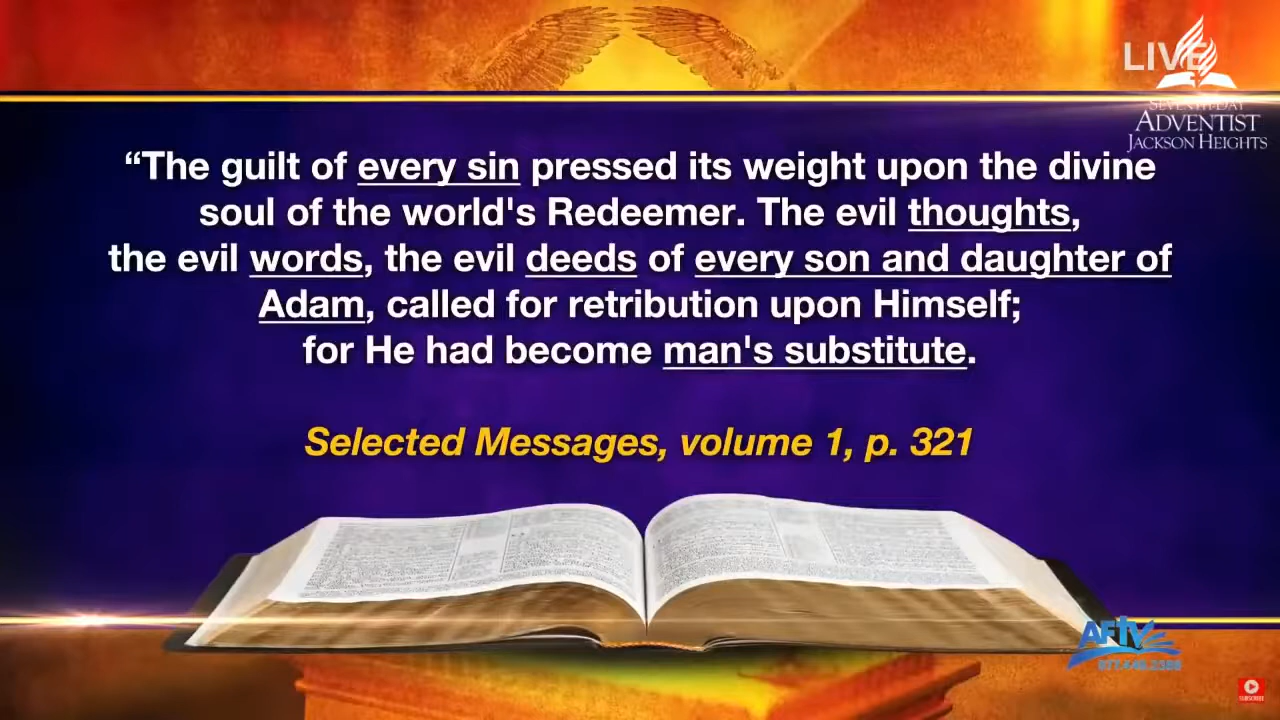 LIVE
SEVENTH-DAY
ADVENTIST
JACKSON HEIGHTS
“The guilt of every sin pressed its weight upon the divine
soul of the world's Redeemer. The evil thoughts,
the evil words, the evil deeds of every son and daughter of
Adam, called for retribution upon Himself;
for He had become man's substitute.
Selected Messages, volume 1, p. 321
AFTV
SUBSCRIBE